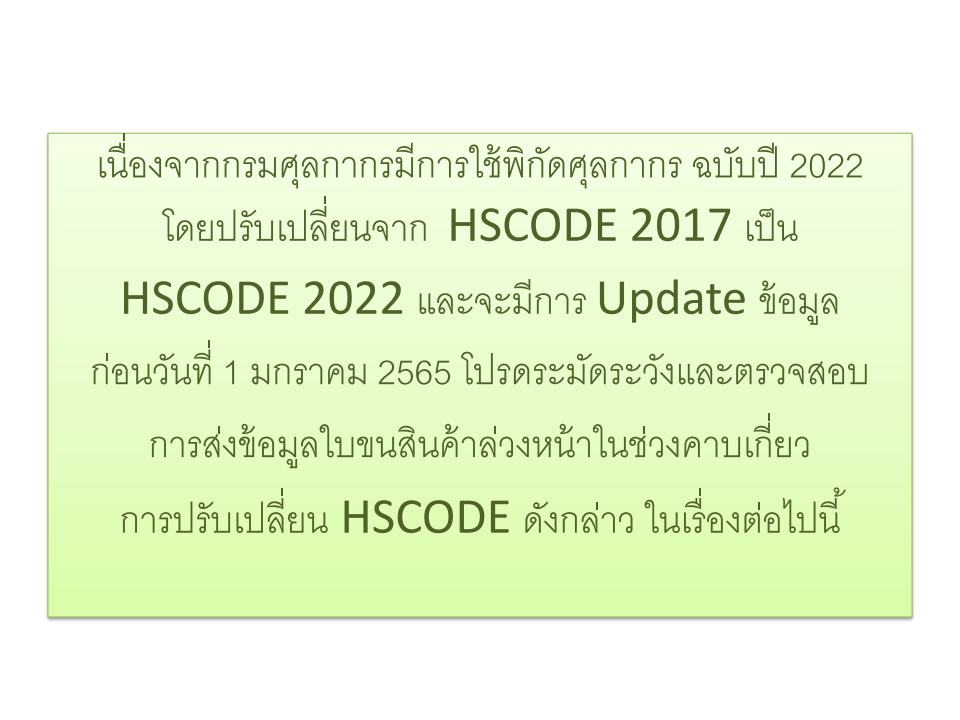 เนื่องจากกรมศุลกากรมีการใช้พิกัดศุลกากร ฉบับปี 2022
โดยปรับเปลี่ยนจาก HSCODE 2017 เป็น
HSCODE 2022 และจะมีการ Update ข้อมูล
ก่อนวันที่ 1 มกราคม 2565 โปรดระมัดระวังและตรวจสอบ
การส่งข้อมูลใบขนสินค้าล่วงหน้าในช่วงคาบเกี่ยว
การปรับเปลี่ยน HSCODE ดังกล่าว ในเรื่องต่อไปนี้